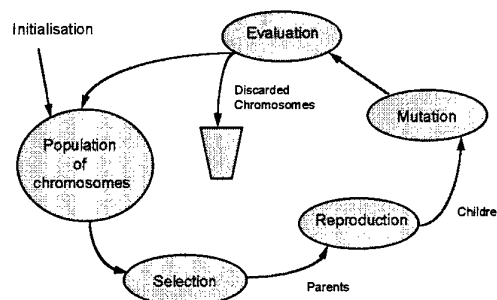 Initialisation
Evaluation
Discarded
Chromosomes
Mutation
Population
of
chromosomes
Reproduction
Childre
Selection
Parents